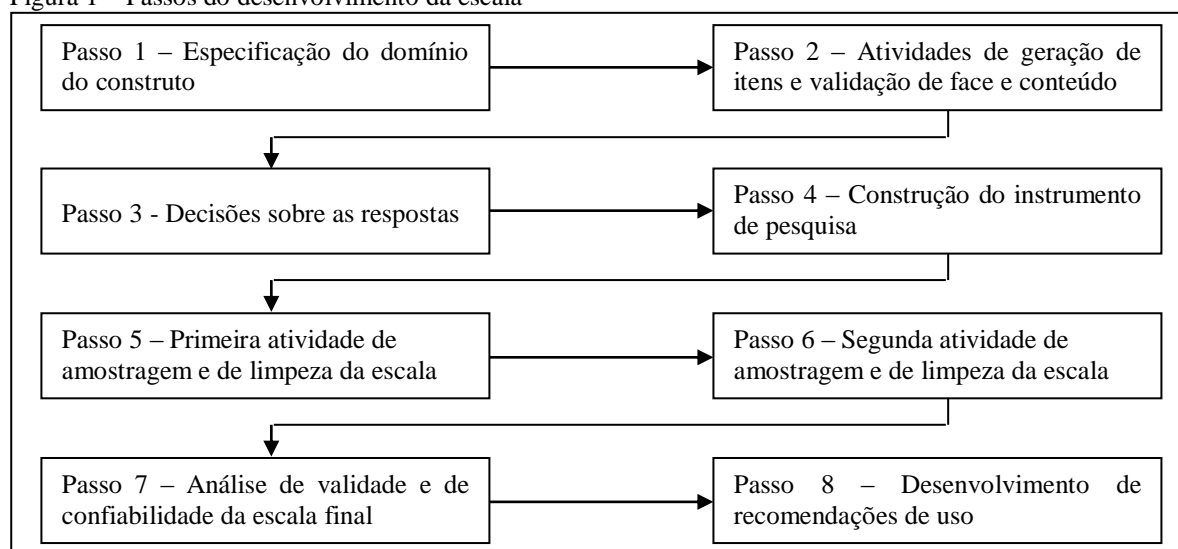 Figura 1 – Passos do desenvolvimento da escala
Passo 1 – Especificação do domínio
do construto
Passo 2 – Atividades de geração de
itens e validação de face e conteúdo
Passo 3 - Decisões sobre as respostas
Passo 4 – Construção do instrumento
de pesquisa
Passo 5 – Primeira atividade de
amostragem e de limpeza da escala
Passo 6 – Segunda atividade de
amostragem e de limpeza da escala
Passo 7 – Análise de validade e de
confiabilidade da escala final
Passo 8 – Desenvolvimento de
recomendações de uso